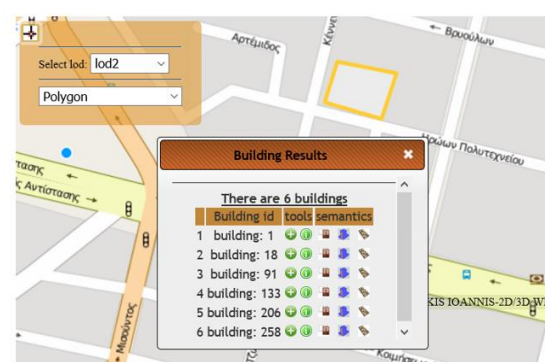 Select lod: lod2
Polygon
Αρτέμιδος
Κέννε
Βρυούλων
Ηρώων Πολυτεχνείου
τασης
ς Αντίστασης
Μιαούντος
Building Results
There are 6 buildings
Building id tools semantics
1 building: 1
2 building: 18
3 building: 91
4 building: 133
5 building: 206
6 building: 258
KIS IOANNIS-2D/3D WE